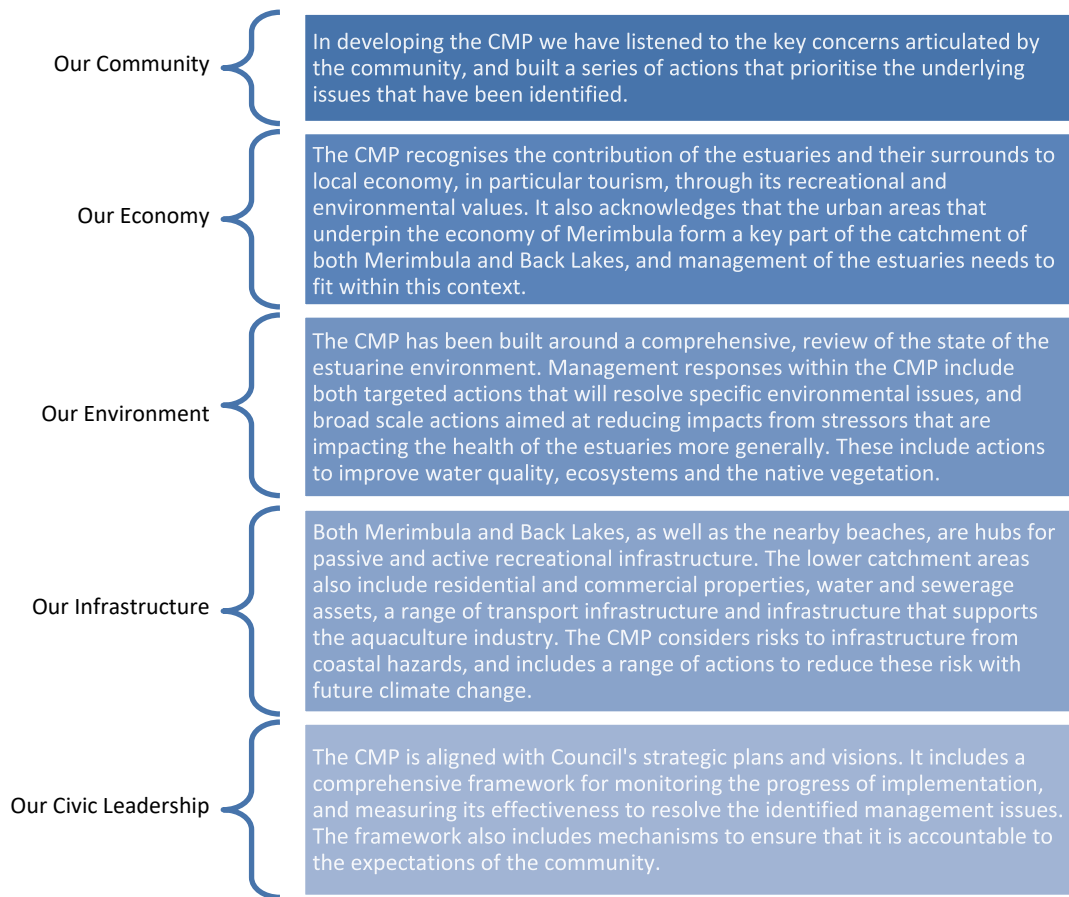 Our Community
In developing the CMP we have listened to the key concerns articulated by
the community, and built a series of actions that prioritise the underlying
issues that have been identified.
Our Economy
The CMP recognises the contribution of the estuaries and their surrounds to
local economy, in particular tourism, through its recreational and
environmental values. It also acknowledges that the urban areas that
underpin the economy of Merimbula form a key part of the catchment of
both Merimbula and Back Lakes, and management of the estuaries needs to
fit within this context.
Our Environment
The CMP has been built around a comprehensive, review of the state of the
estuarine environment. Management responses within the CMP include
both targeted actions that will resolve specific environmental issues, and
broad scale actions aimed at reducing impacts from stressors that are
impacting the health of the estuaries more generally. These include actions
to improve water quality, ecosystems and the native vegetation.
Our Infrastructure
Both Merimbula and Back Lakes, as well as the nearby beaches, are hubs for
passive and active recreational infrastructure. The lower catchment areas
also include residential and commercial properties, water and sewerage
assets, a range of transport infrastructure and infrastructure that supports
the aquaculture industry. The CMP considers risks to infrastructure from
coastal hazards, and includes a range of actions to reduce these risk with
future climate change.
Our Civic Leadership
The CMP is aligned with Council's strategic plans and visions. It includes a
comprehensive framework for monitoring the progress of implementation,
and measuring its effectiveness to resolve the identified management issues.
The framework also includes mechanisms to ensure that it is accountable to
the expectations of the community.